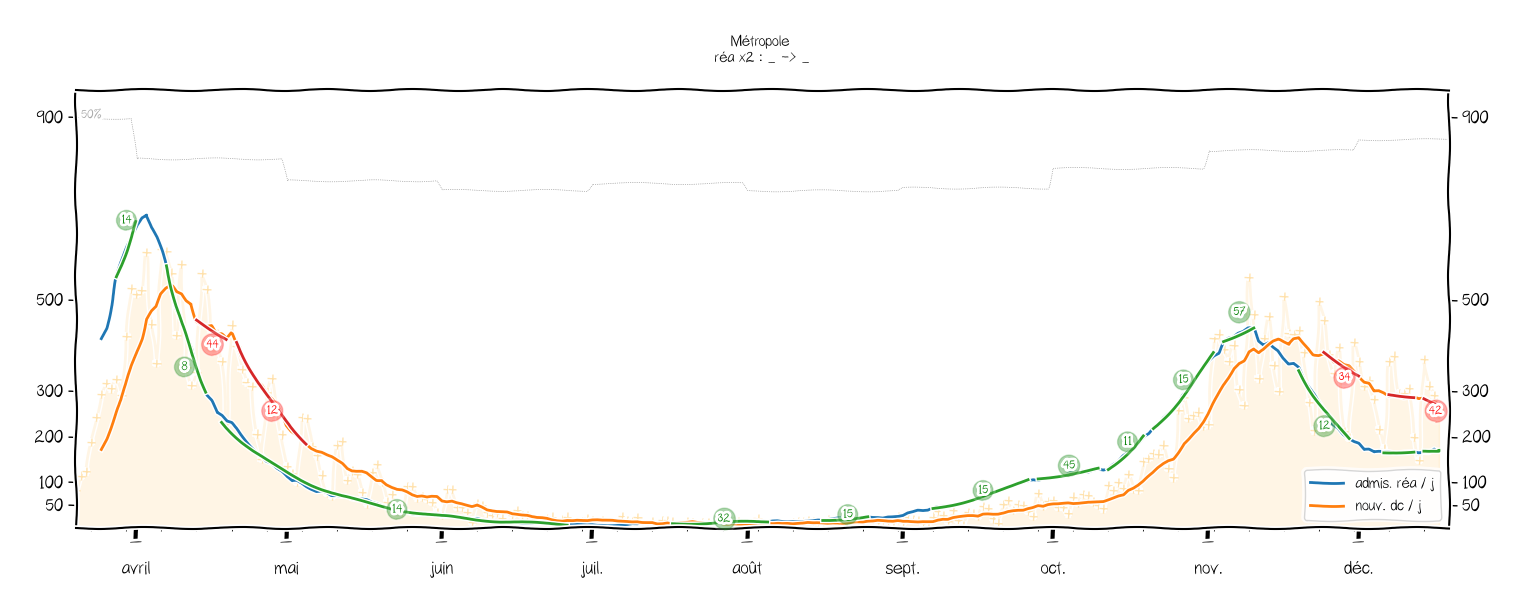 Métropole
réa x2 : _ -> _
900
50%
900
14
57
500
500
8
44
15
34
300
300
12
12
42
200
11
200
45
100
15
admis. réa / j
100
50
14
32
15
nouv. dc / j
50
avril
mai
juin
juil.
août
sept.
oct.
nov.
déc.